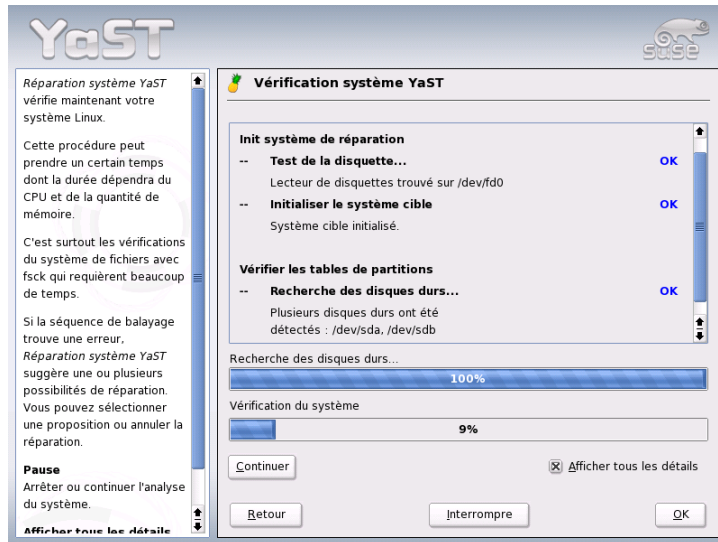 YaST
SUSE
Réparation système YaST
vérifie maintenant votre
système Linux.
Cette procédure peut
prendre un certain temps
dont la durée dépendra du
CPU et de la quantité de
mémoire.
C'est surtout les vérifications
du système de fichiers avec
fsck qui requièrent beaucoup
de temps.
Si la séquence de balayage
trouve une erreur,
Réparation système YaST
suggère une ou plusieurs
possibilités de réparation.
Vous pouvez sélectionner
une proposition ou annuler la
réparation.
Pause
Arrêter ou continuer l'analyse
du système.
Afficher tous les détails
Vérification système YaST
Init système de réparation
-- Test de la disquette... OK
Lecteur de disquettes trouvé sur /dev/fd0
-- Initialiser le système cible OK
Système cible initialisé.
Vérifier les tables de partitions
-- Recherche des disques durs... OK
Plusieurs disques durs ont été
détectés : /dev/sda, /dev/sdb
Recherche des disques durs...
100%
Vérification du système
9%
Continuer
Afficher tous les détails
Retour
Interrompre
OK